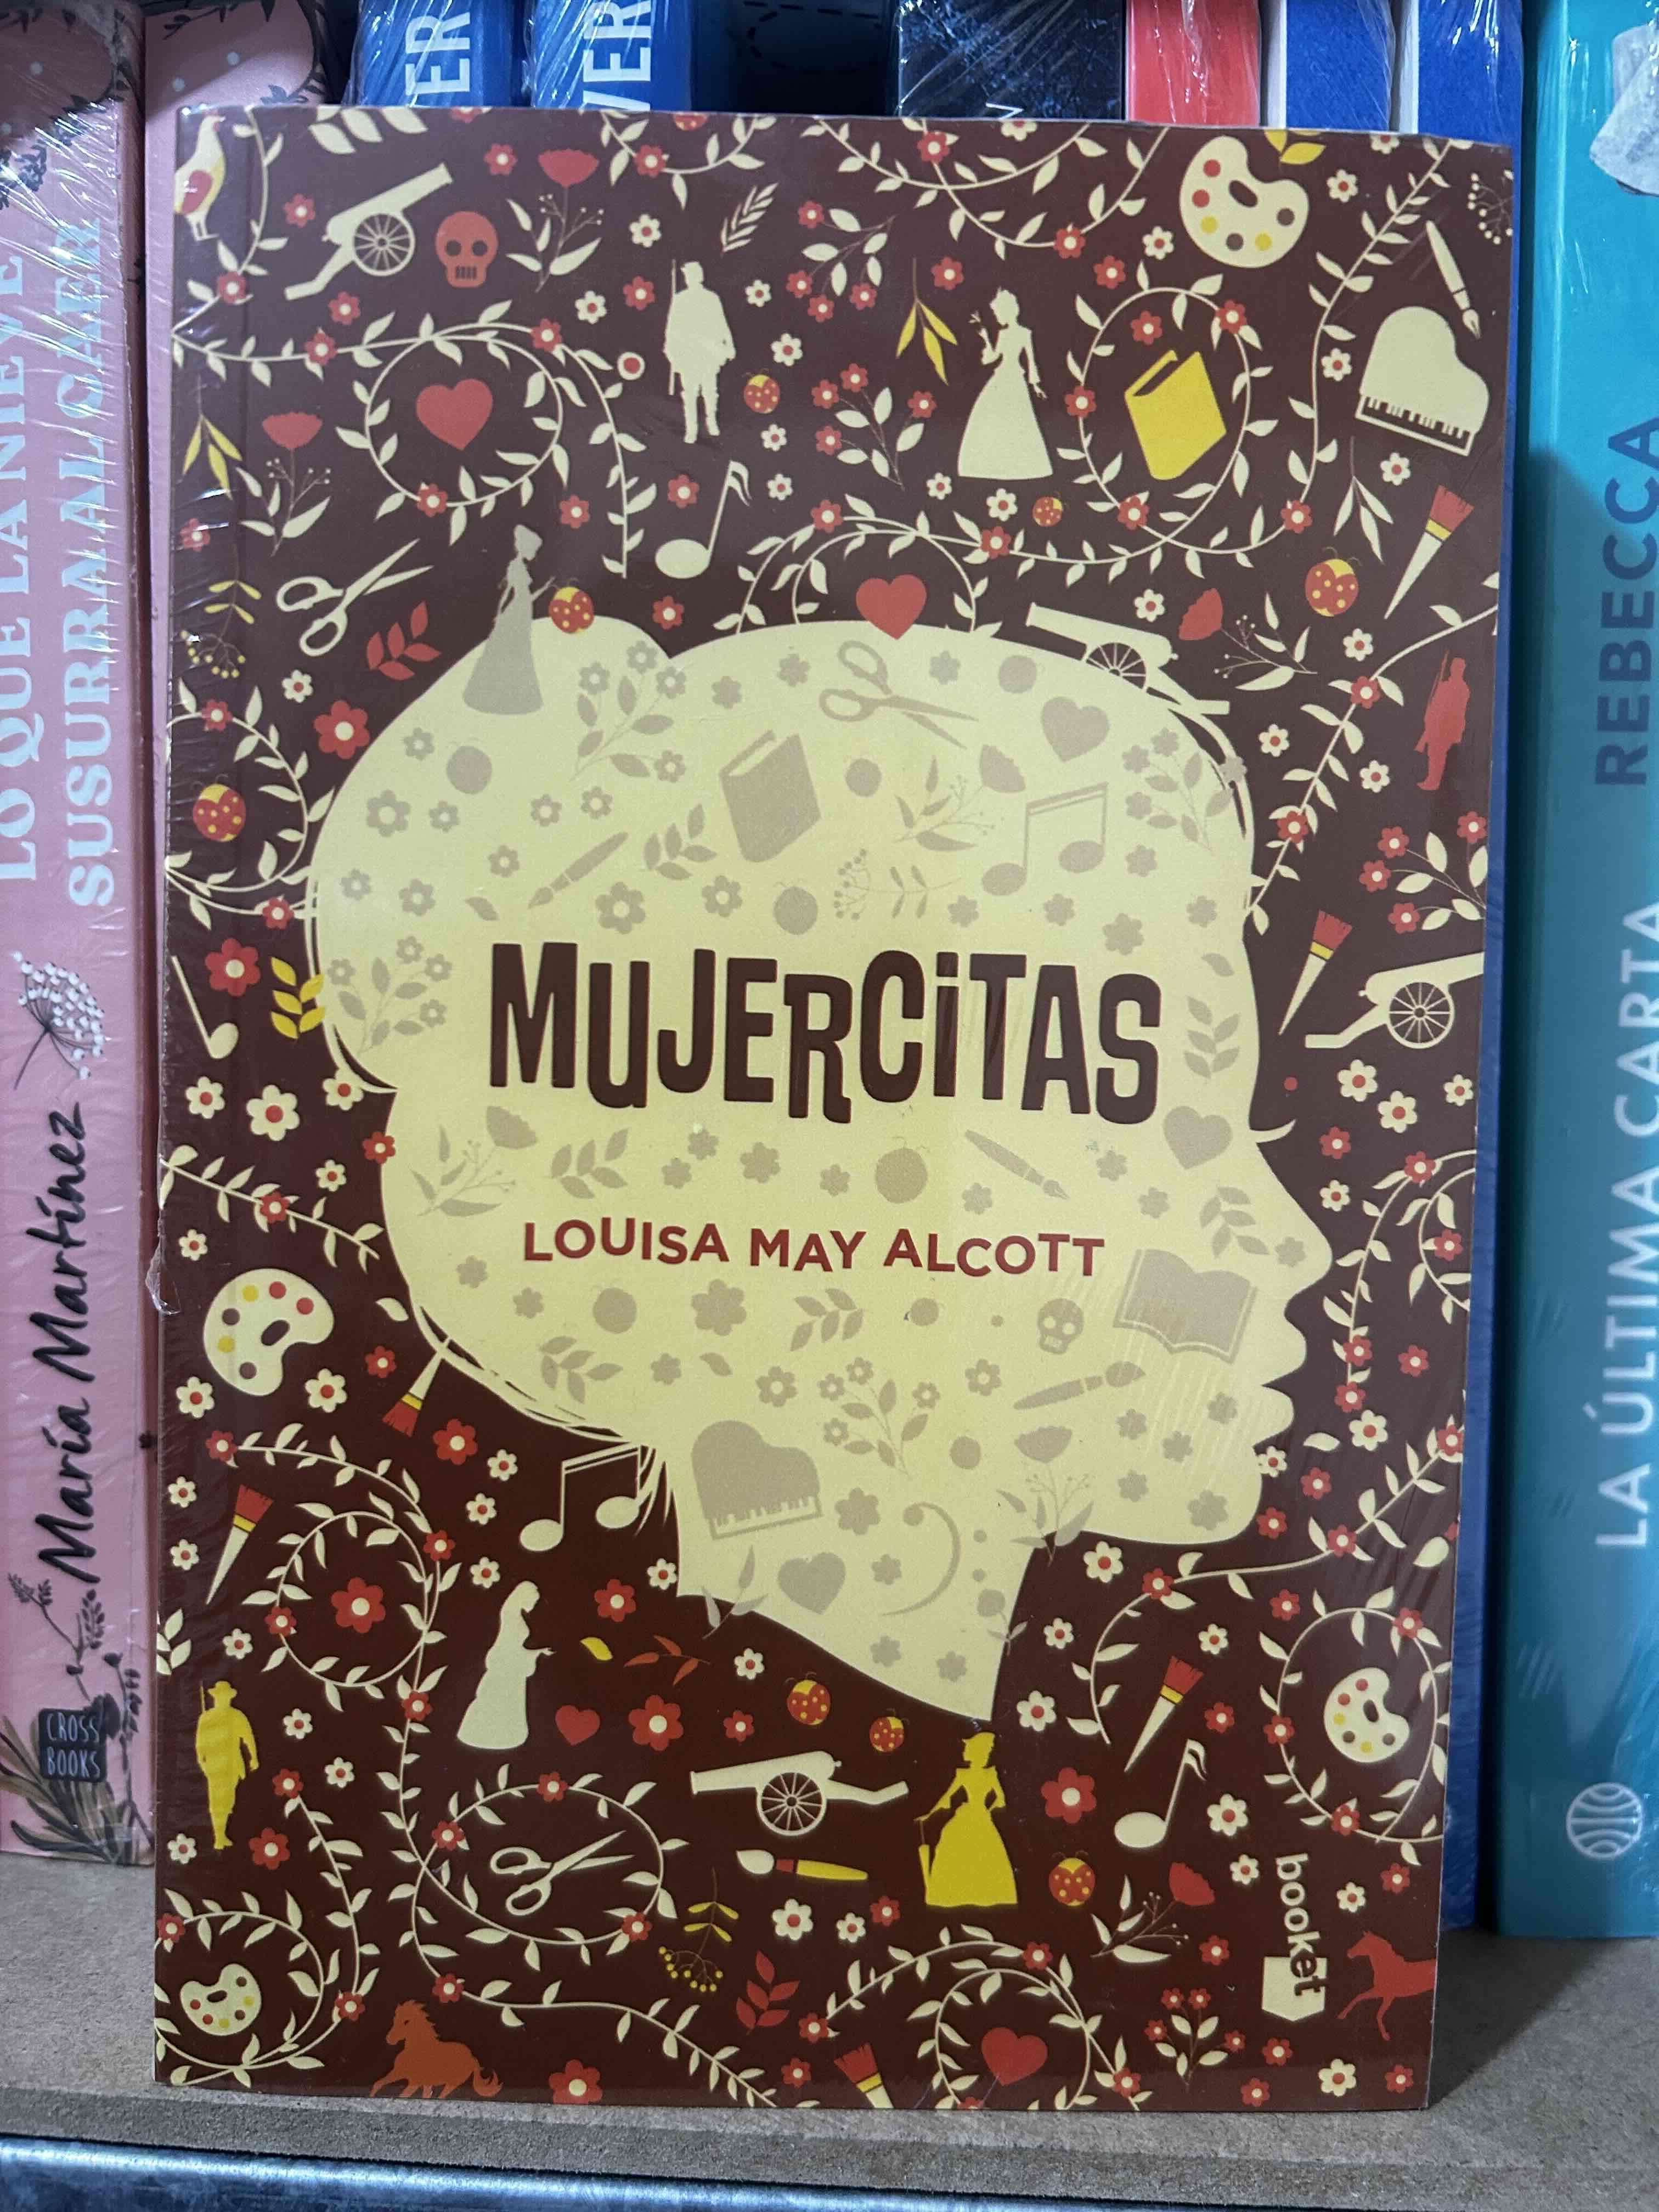 MUJERCITAS
LOUISA MAY ALCOTT
booket
LO QUE LA NIEVE
SUSURRA AL CAER
María Martínez
CROSS
BOOKS
REBECCA
LA ÚLTIMA CARTA